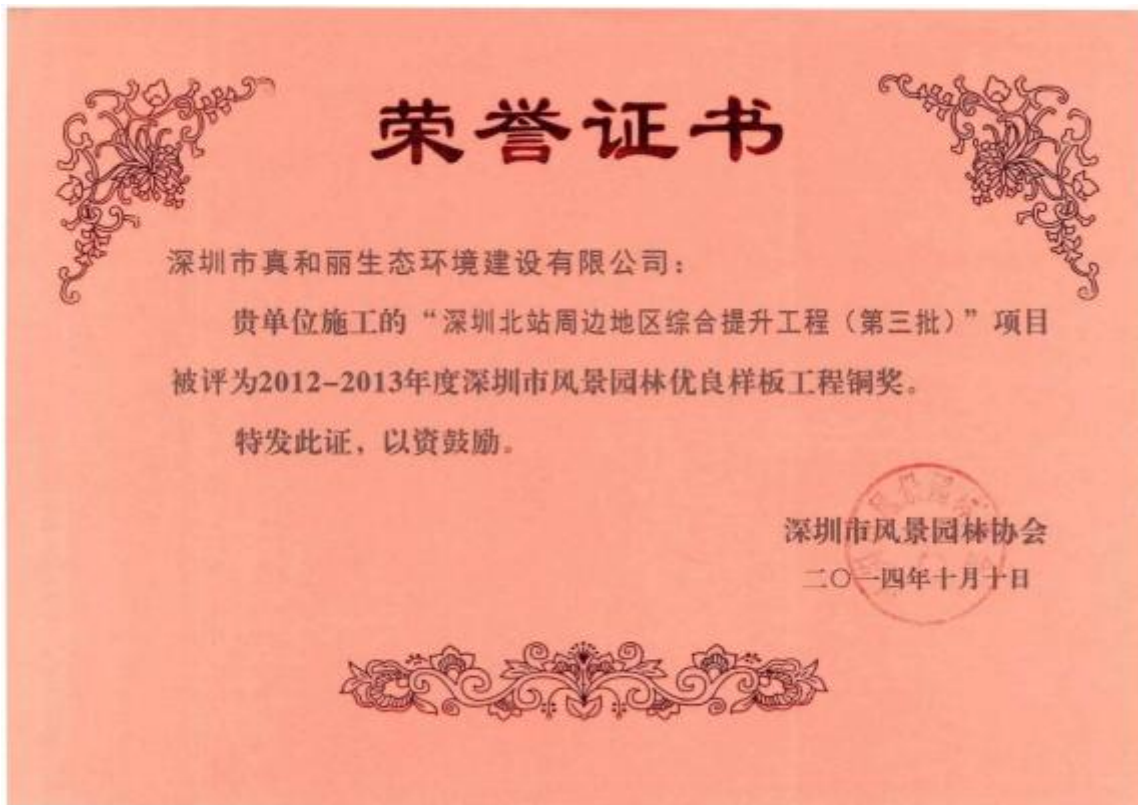 荣誉证书
深圳市真和丽生态环境建设有限公司：
贵单位施工的“深圳北站周边地区综合提升工程（第三批）”项目
被评为2012-2013年度深圳市风景园林优良样板工程铜奖。
特发此证，以资鼓励。
深圳市风景园林协会
二〇一四年十月十日